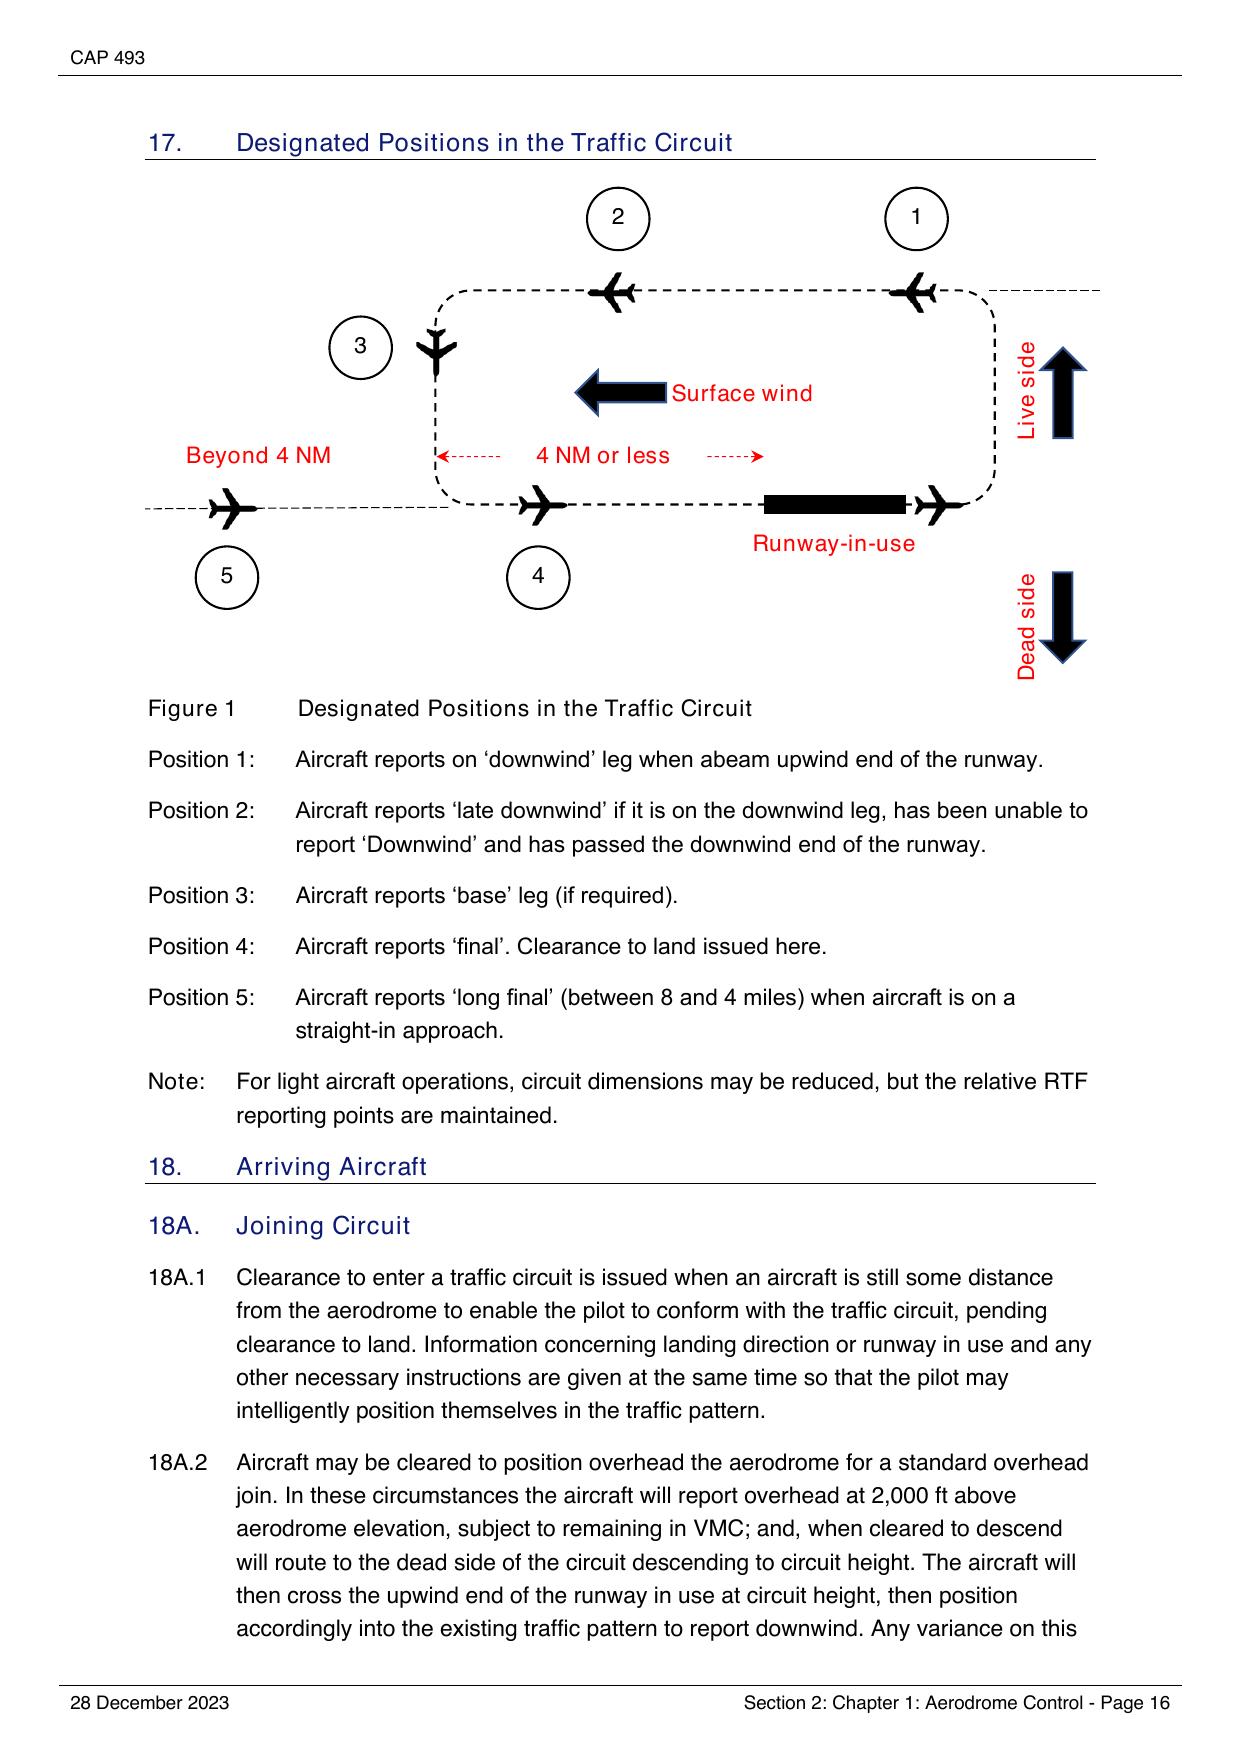 CAP 493
17. Designated Positions in the Traffic Circuit
2
1
3
Live side
Surface wind
Beyond 4 NM
4 NM or less
Runway-in-use
5
4
Dead side
Figure 1 Designated Positions in the Traffic Circuit
Position 1: Aircraft reports on ‘downwind’ leg when abeam upwind end of the runway.
Position 2: Aircraft reports ‘late downwind’ if it is on the downwind leg, has been unable to
report ‘Downwind’ and has passed the downwind end of the runway.
Position 3: Aircraft reports ‘base’ leg (if required).
Position 4: Aircraft reports ‘final’. Clearance to land issued here.
Position 5: Aircraft reports ‘long final’ (between 8 and 4 miles) when aircraft is on a
straight-in approach.
Note: For light aircraft operations, circuit dimensions may be reduced, but the relative RTF
reporting points are maintained.
18. Arriving Aircraft
18A. Joining Circuit
18A.1 Clearance to enter a traffic circuit is issued when an aircraft is still some distance
from the aerodrome to enable the pilot to conform with the traffic circuit, pending
clearance to land. Information concerning landing direction or runway in use and any
other necessary instructions are given at the same time so that the pilot may
intelligently position themselves in the traffic pattern.
18A.2 Aircraft may be cleared to position overhead the aerodrome for a standard overhead
join. In these circumstances the aircraft will report overhead at 2,000 ft above
aerodrome elevation, subject to remaining in VMC; and, when cleared to descend
will route to the dead side of the circuit descending to circuit height. The aircraft will
then cross the upwind end of the runway in use at circuit height, then position
accordingly into the existing traffic pattern to report downwind. Any variance on this
28 December 2023
Section 2: Chapter 1: Aerodrome Control - Page 16